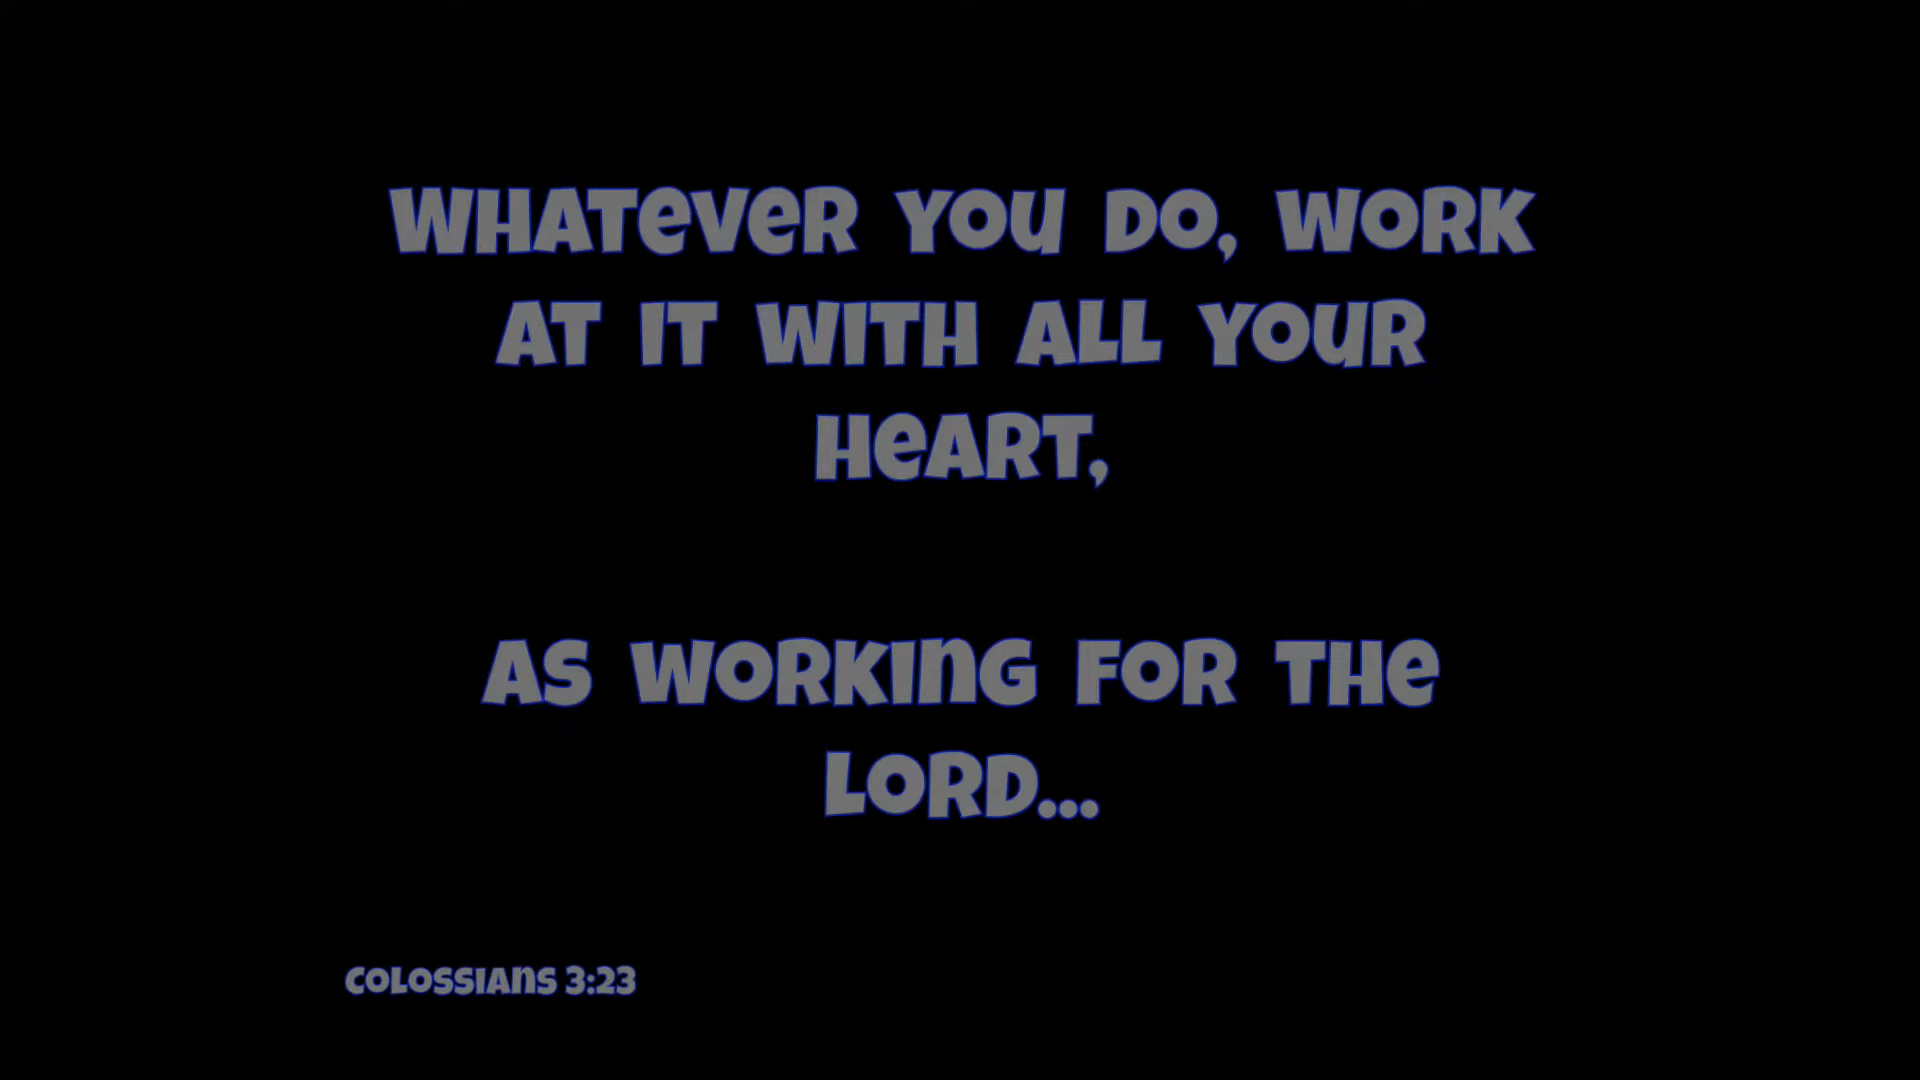 WHATEVER YOU DO, WORK
AT IT WITH ALL YOUR
HEART,
AS WORKING FOR THE
LORD...
COLOSSIANS 3:23